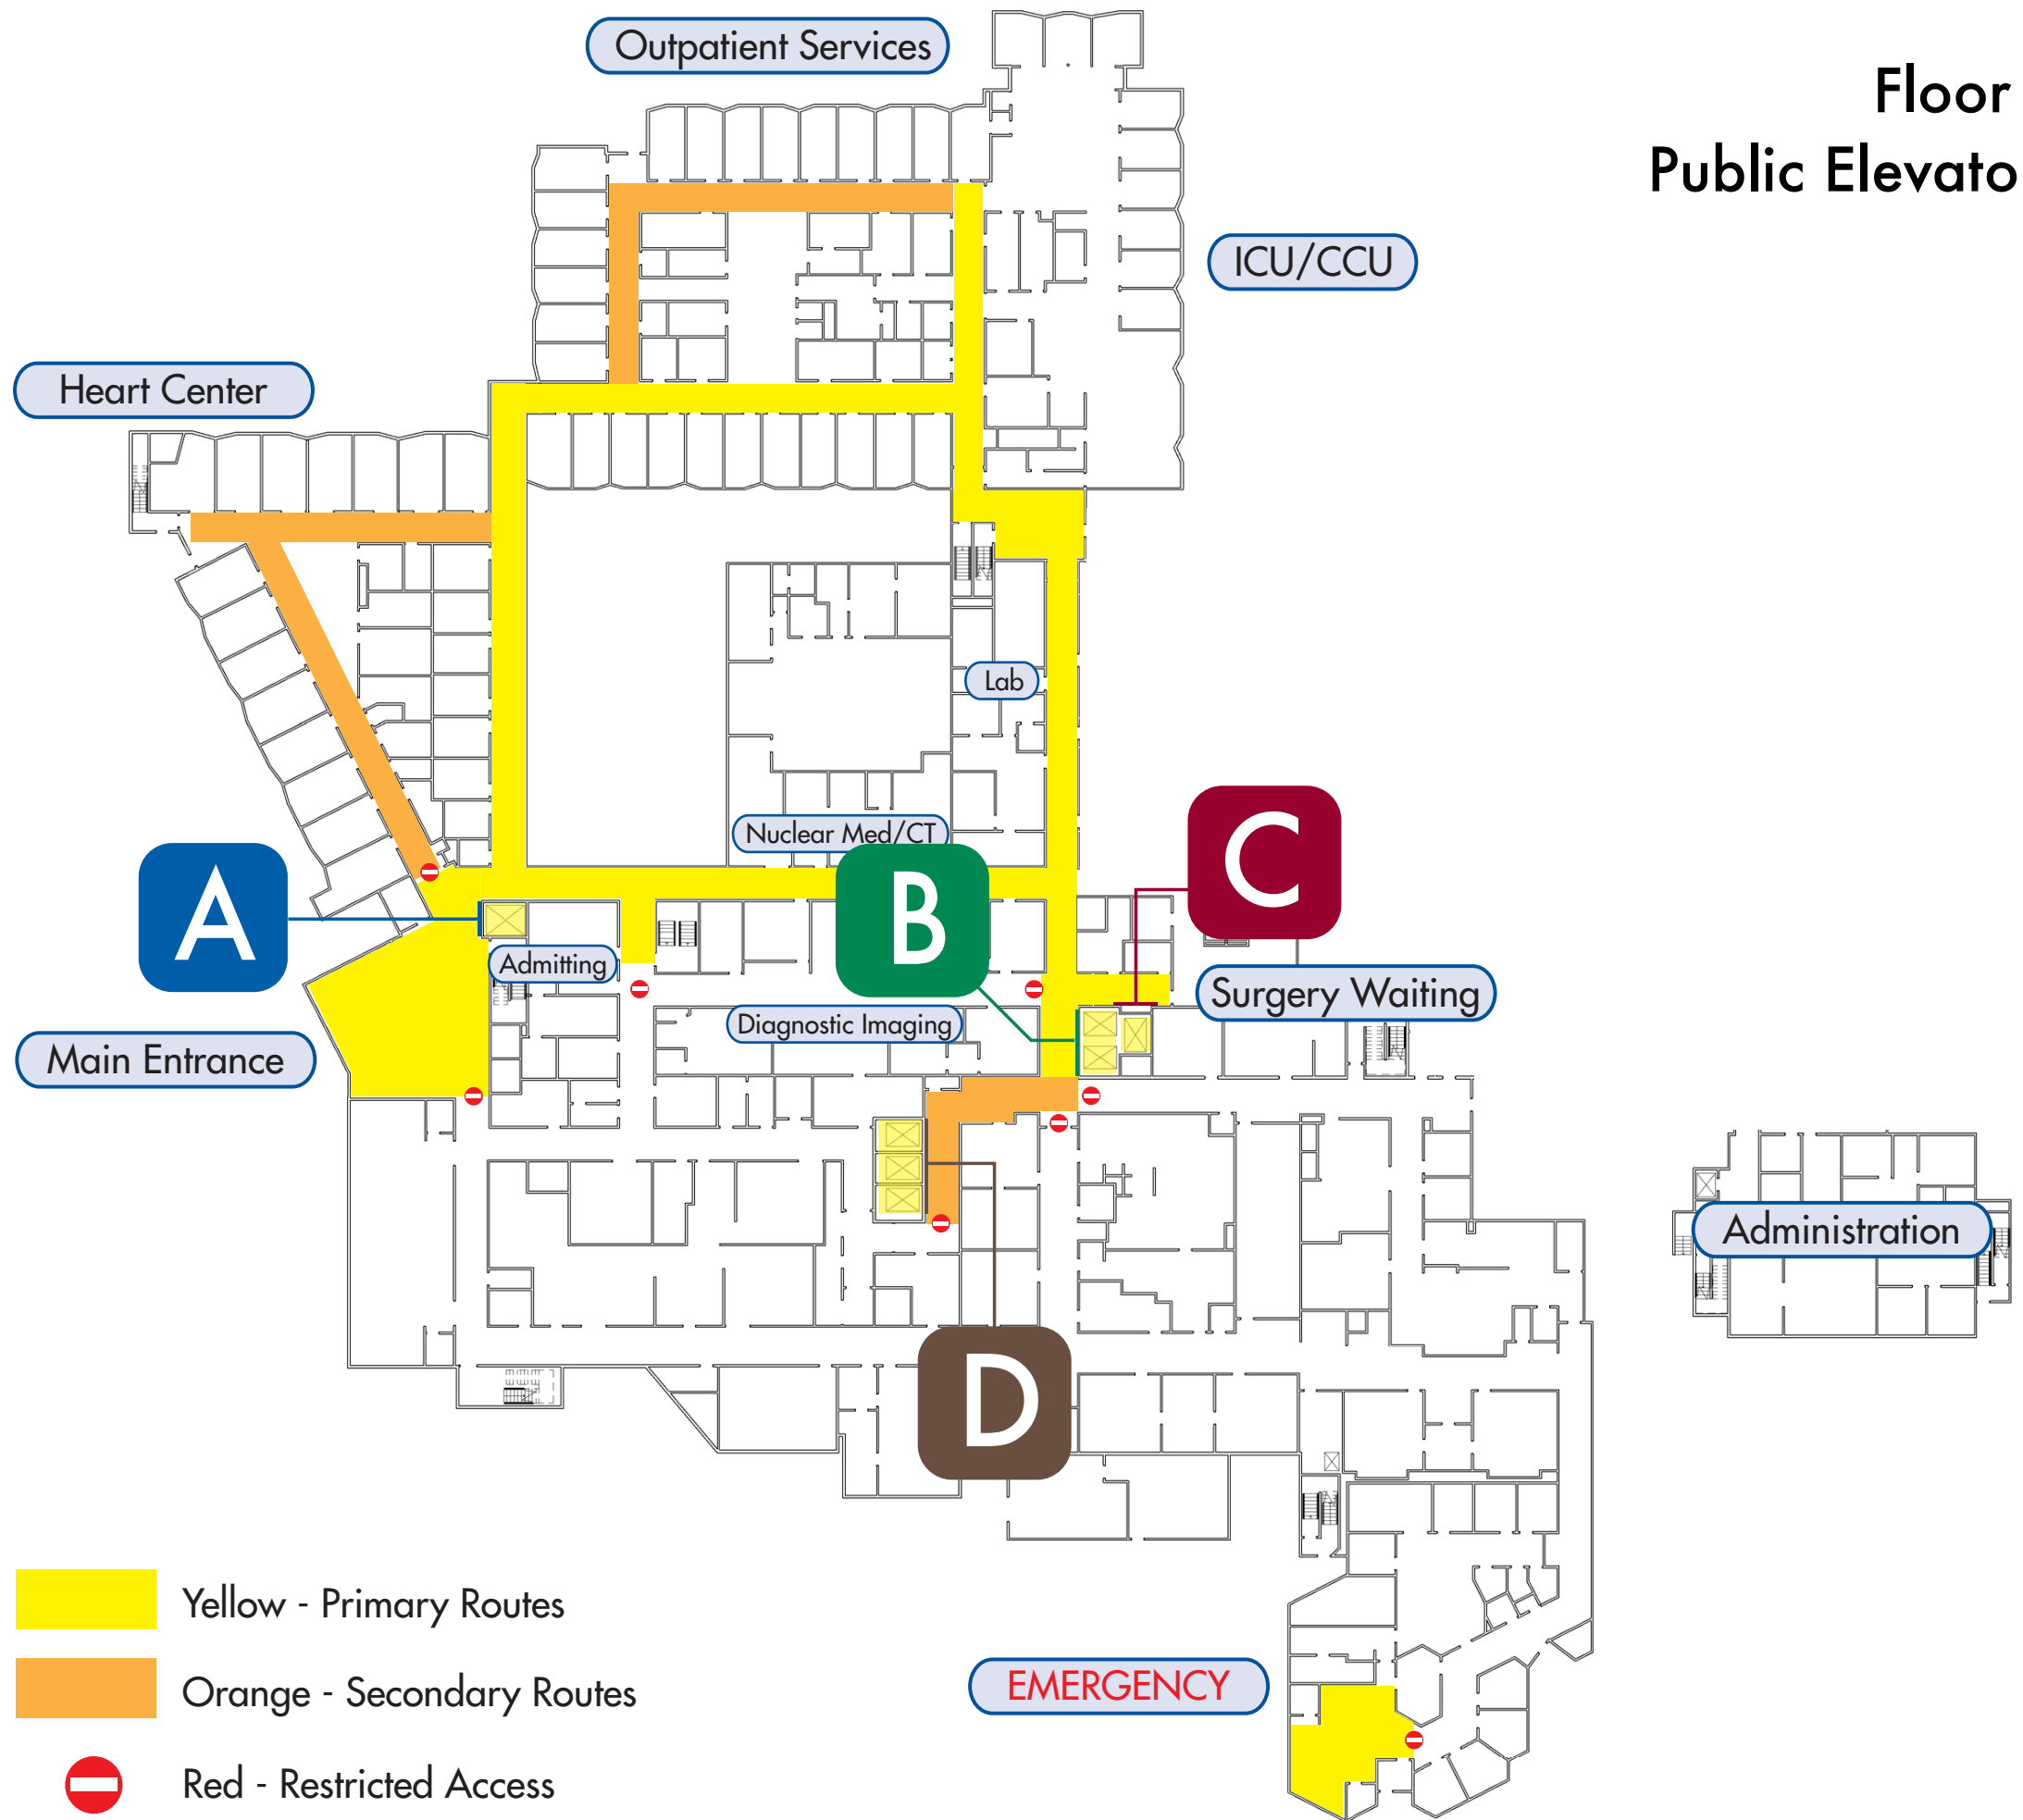 Outpatient Services
Floor
Public Elevato
ICU/CCU
Heart Center
Lab
Nuclear Med/CT
A
B
C
Admitting
Surgery Waiting
Diagnostic Imaging
Main Entrance
Administration
D
Yellow - Primary Routes
Orange - Secondary Routes
EMERGENCY
Red - Restricted Access